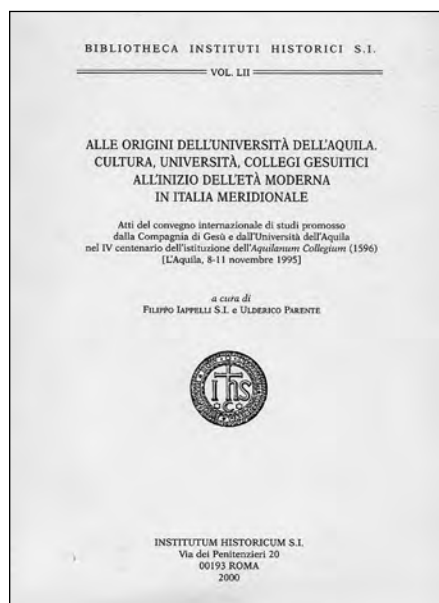 BIBLIOTHECA INSTITUTI HISTORICI S.I.
VOL. LII
ALLE ORIGINI DELL'UNIVERSITÀ DELL'AQUILA.
CULTURA, UNIVERSITÀ, COLLEGI GESUITICI
ALL'INIZIO DELL'ETÀ MODERNA
IN ITALIA MERIDIONALE
Atti del convegno internazionale di studi promosso
dalla Compagnia di Gesù e dall'Università dell'Aquila
nel IV centenario dell'istituzione dell'Aquilanum Collegium (1596)
[L'Aquila, 8-11 novembre 1995]
a cura di
FILIPPO IAPPELLI S.I. e ULDERICO PARENTE
IHS
INSTITUTUM HISTORICUM S.I.
Via dei Penitenzieri 20
00193 ROMA
2000